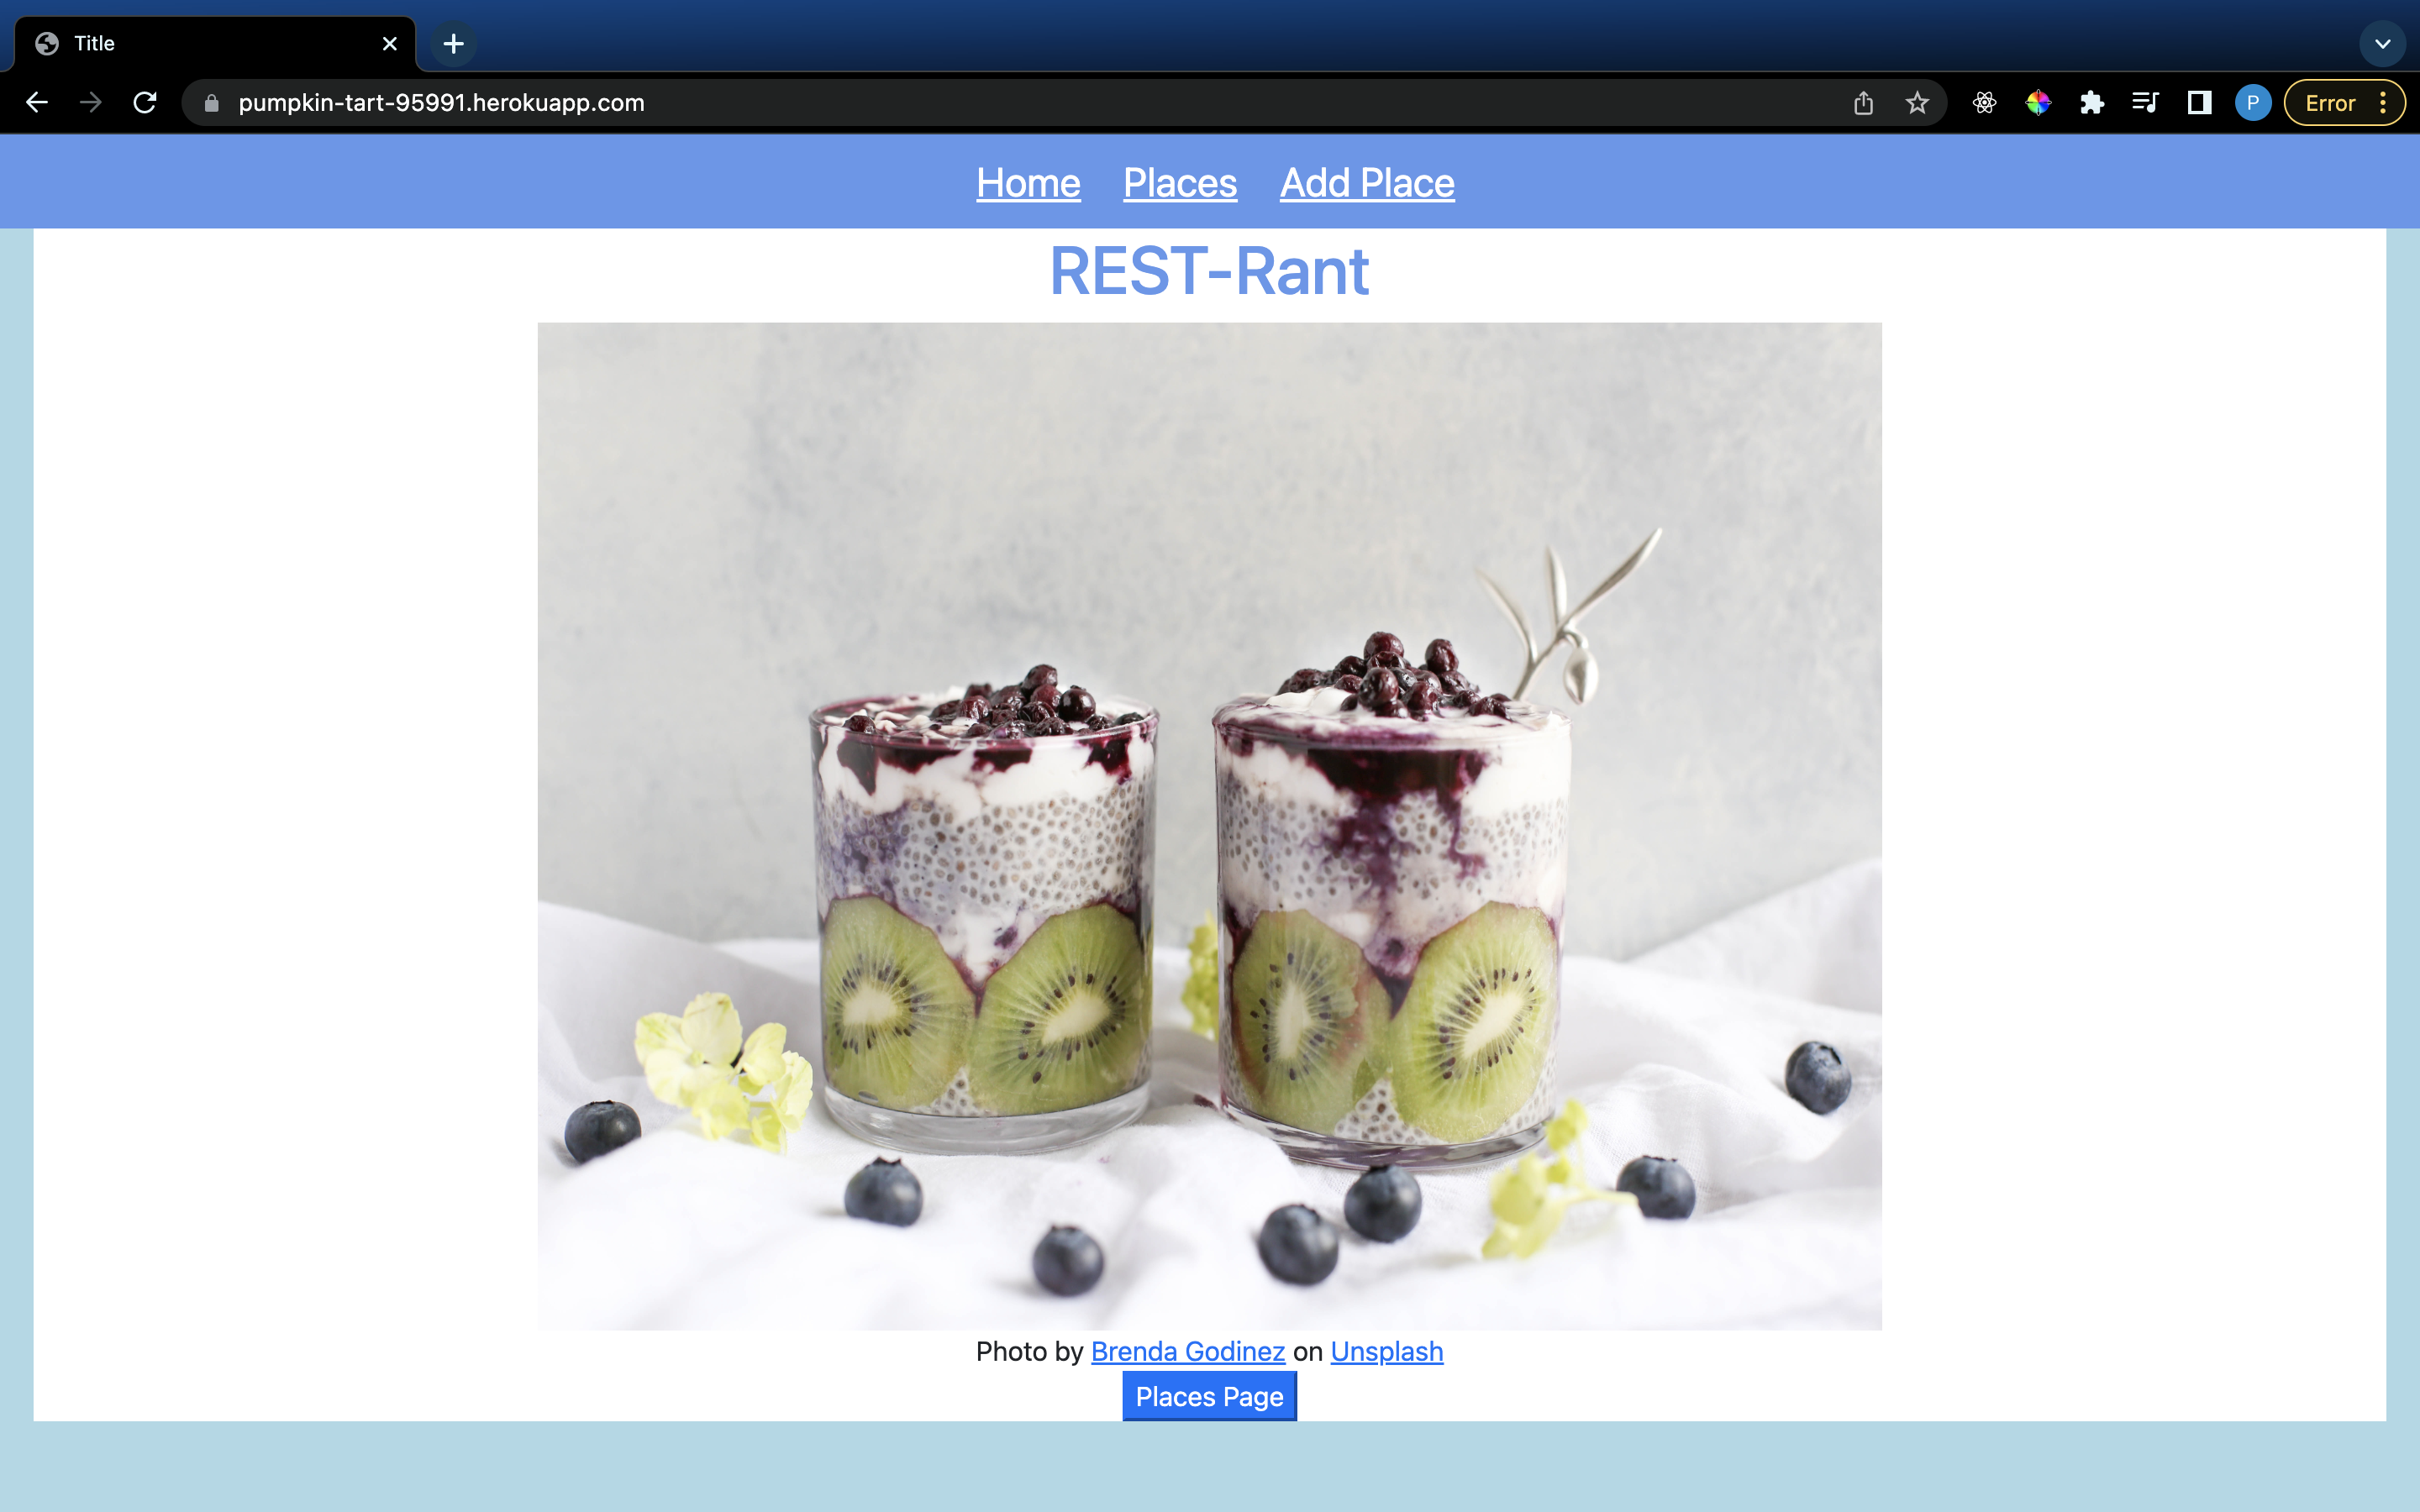 Title
pumpkin-tart-95991.herokuapp.com
P
Error
Home Places Add Place
REST-Rant
Photo by Brenda Godinez on Unsplash
Places Page